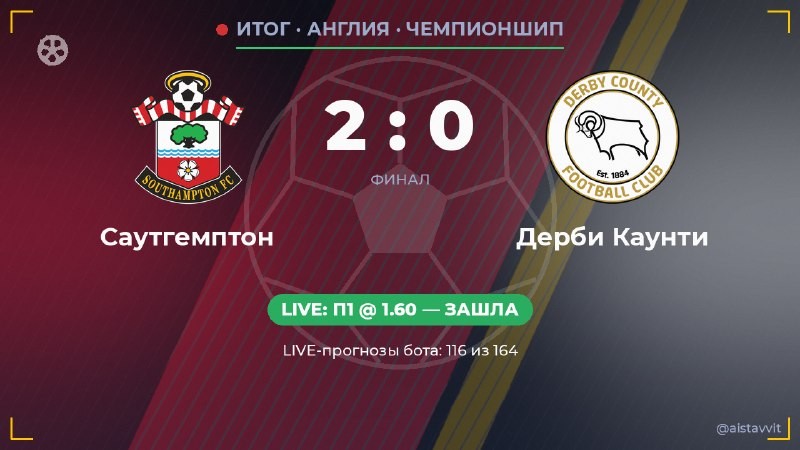 ИТОГ · АНГЛИЯ · ЧЕМПИОНШИП
2 : 0
ФИНАЛ
SOUTHAMPTON FC
DERBY COUNTY
EST. 1884
FOOTBALL CLUB
Саутгемптон
Дерби Каунти
LIVE: П1 @ 1.60 — ЗАШЛА
LIVE-прогнозы бота: 116 из 164
@aistavvit